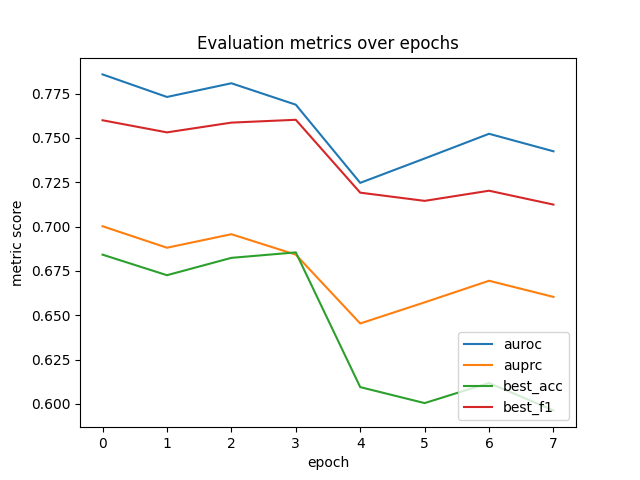 Evaluation metrics over epochs
metric score
0.775
0.750
0.725
0.700
0.675
0.650
0.625
0.600
0 1 2 3 4 5 6 7
epoch
auroc
auprc
best_acc
best_f1